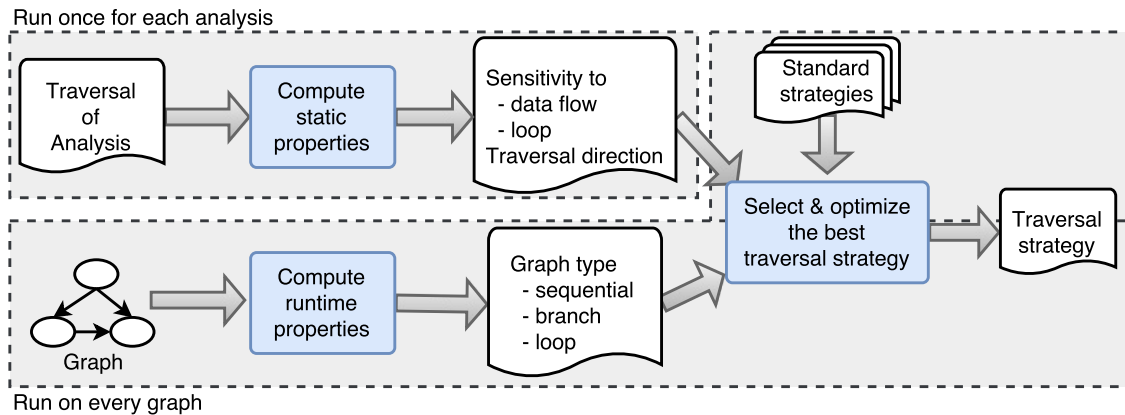 Run once for each analysis
Traversal
of
Analysis
Compute
static
properties
Sensitivity to
- data flow
- loop
Traversal direction
Standard
strategies
Select & optimize
the best
traversal strategy
Traversal
strategy
Graph
Compute
runtime
properties
Graph type
- sequential
- branch
- loop
Run on every graph